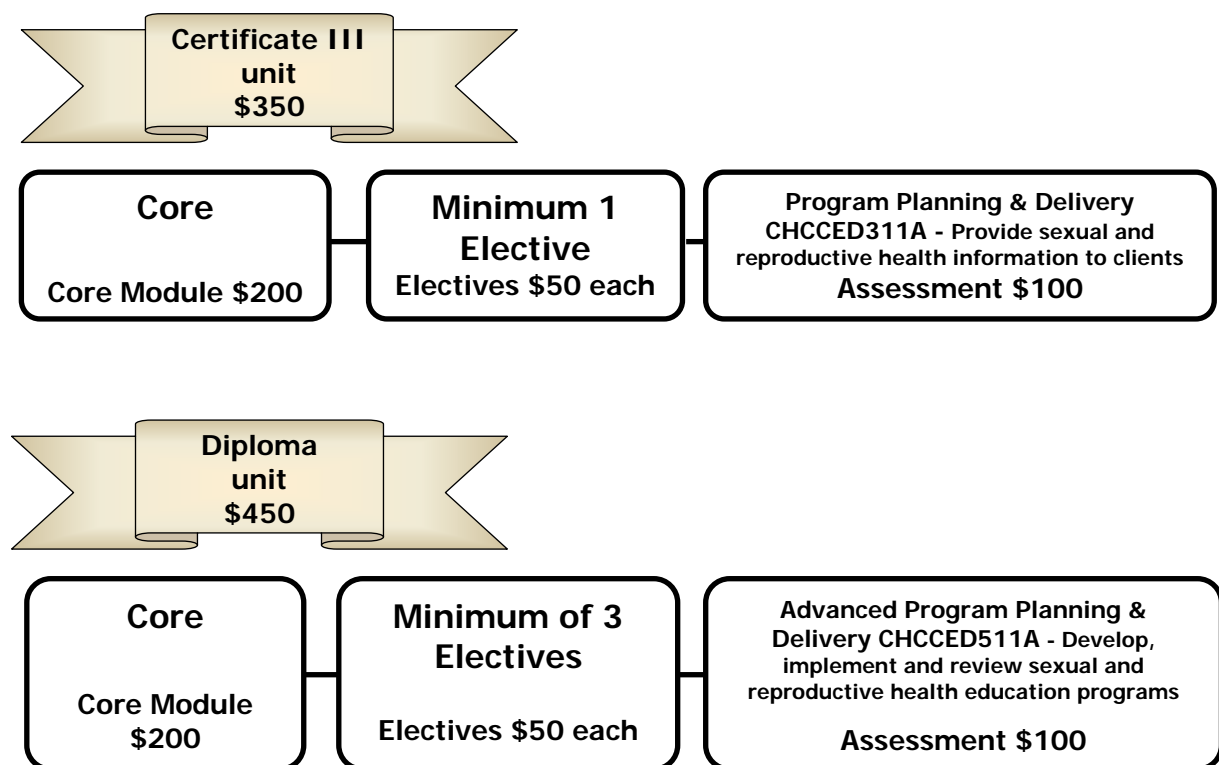 Certificate III
unit
$350
Core
Core Module $200
Minimum 1
Elective
Electives $50 each
Program Planning & Delivery
CHCCED311A - Provide sexual and
reproductive health information to clients
Assessment $100
Diploma
unit
$450
Core
Core Module
$200
Minimum of 3
Electives
Electives $50 each
Advanced Program Planning &
Delivery CHCCED511A - Develop,
implement and review sexual and
reproductive health education programs
Assessment $100